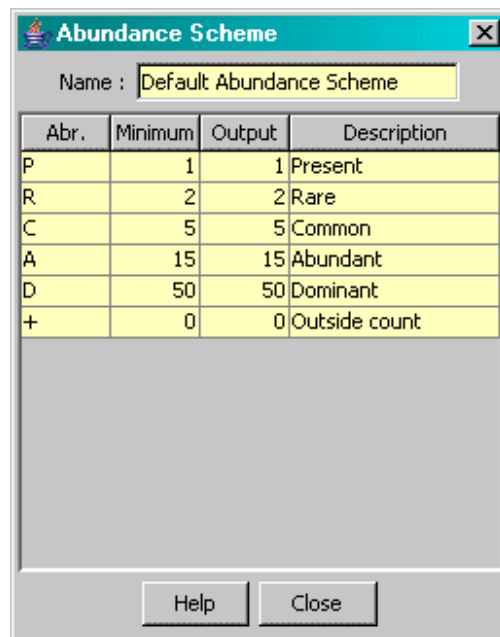 Abundance Scheme
Name : Default Abundance Scheme
Abr. Minimum Output Description
P 1 1 Present
R 2 2 Rare
C 5 5 Common
A 15 15 Abundant
D 50 50 Dominant
+ 0 0 Outside count
Help Close